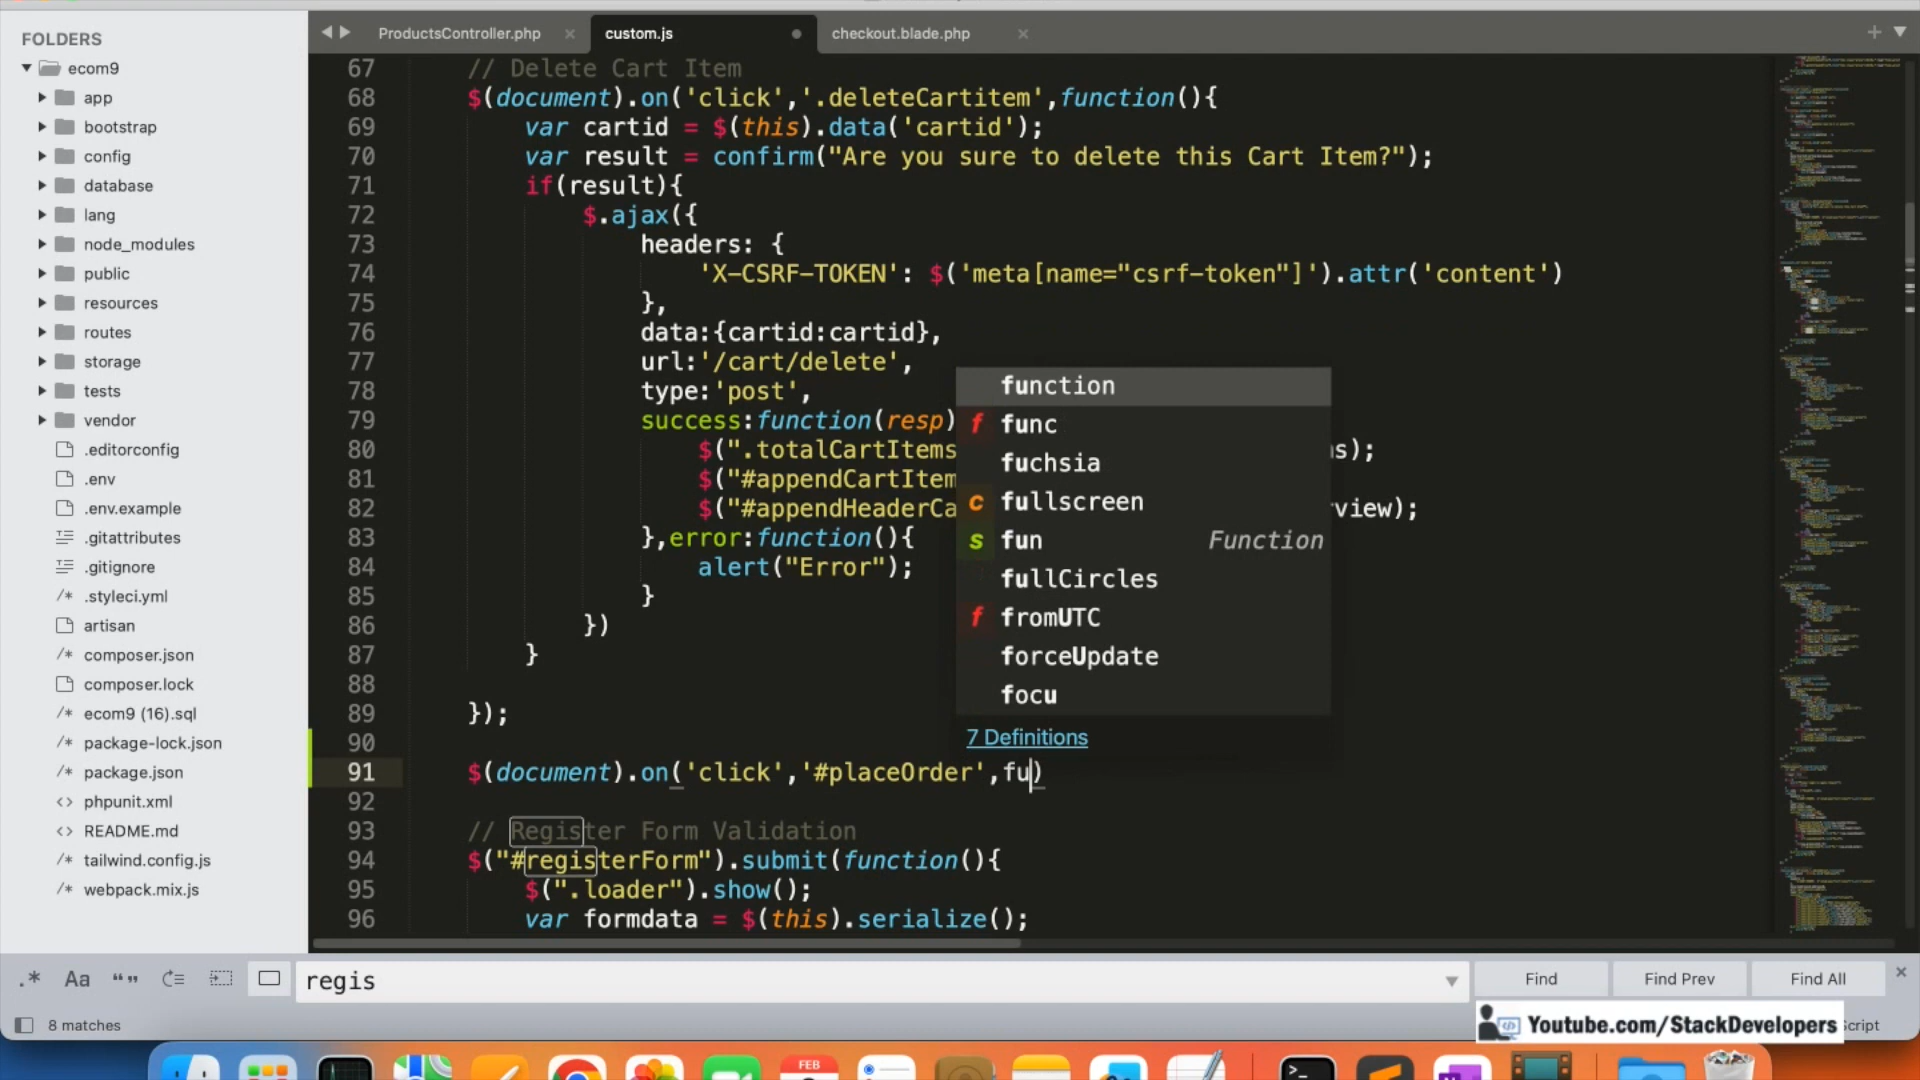 FOLDERS
ecom9
app
bootstrap
config
database
lang
node_modules
public
resources
routes
storage
tests
vendor
.editorconfig
.env
.env.example
.gitattributes
.gitignore
/* .styleci.yml
artisan
/* composer.json
composer.lock
/* ecom9 (16).sql
/* package-lock.json
/* package.json
<> phpunit.xml
<> README.md
/* tailwind.config.js
/* webpack.mix.js
ProductsController.php
custom.js
checkout.blade.php
67 // Delete Cart Item
68 $(document).on('click','.deleteCartitem',function(){
69 var cartid = $(this).data('cartid');
70 var result = confirm("Are you sure to delete this Cart Item?");
71 if(result){
72 $.ajax({
73 headers: {
74 'X-CSRF-TOKEN': $('meta[name="csrf-token"]').attr('content')
75 },
76 data:{cartid:cartid},
77 url:'/cart/delete',
78 type:'post',
79 success:function(resp)
80 $(".totalCartItems s);
81 $("#appendCartItem
82 $("#appendHeaderCa view);
83 },error:function(){
84 alert("Error");
85 }
86 })
87 }
88
89 });
90
91 $(document).on('click','#placeOrder',fu)
92
93 // Register Form Validation
94 $("#registerForm").submit(function(){
95 $(".loader").show();
96 var formdata = $(this).serialize();
function
f func
fuchsia
c fullscreen
s fun Function
fullCircles
f fromUTC
forceUpdate
focu
7 Definitions
.* Aa “” regis
Find
Find Prev
Find All
8 matches
Youtube.com/StackDevelopers
cript
FEB